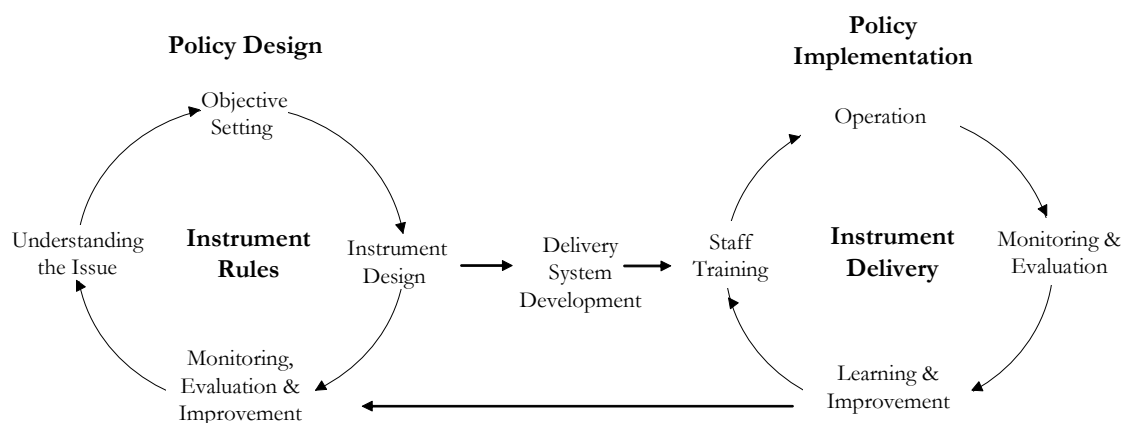 Policy Design
Policy
Implementation
Objective
Setting
Operation
Understanding
the Issue
Instrument
Rules
Instrument
Design
Delivery
System
Development
Staff
Training
Instrument
Delivery
Monitoring &
Evaluation
Monitoring,
Evaluation &
Improvement
Learning &
Improvement